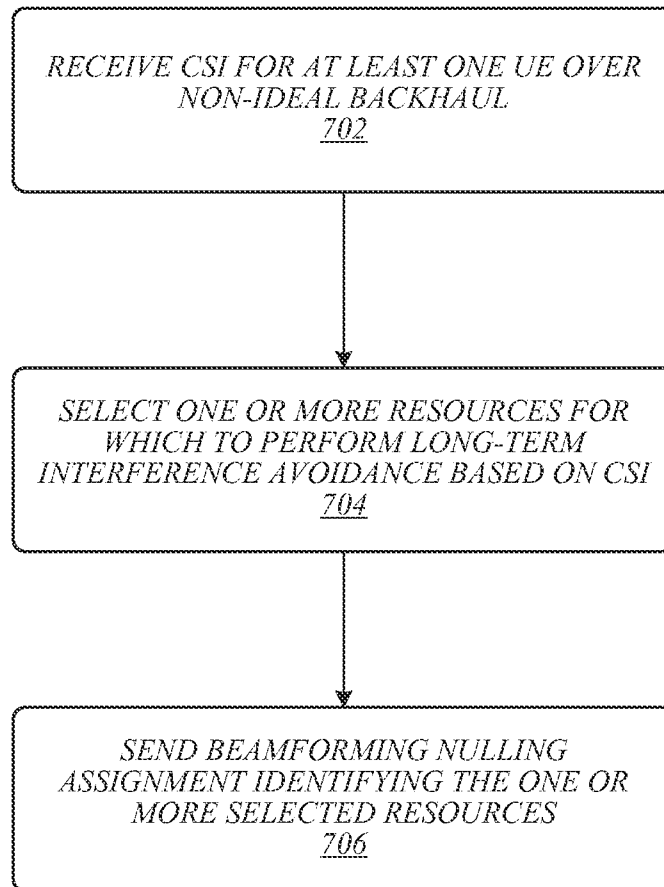 RECEIVE CSI FOR AT LEAST ONE UE OVER
NON-IDEAL BACKHAUL
702
SELECT ONE OR MORE RESOURCES FOR
WHICH TO PERFORM LONG-TERM
INTERFERENCE AVOIDANCE BASED ON CSI
704
SEND BEAMFORMING NULLING
ASSIGNMENT IDENTIFYING THE ONE OR
MORE SELECTED RESOURCES
706